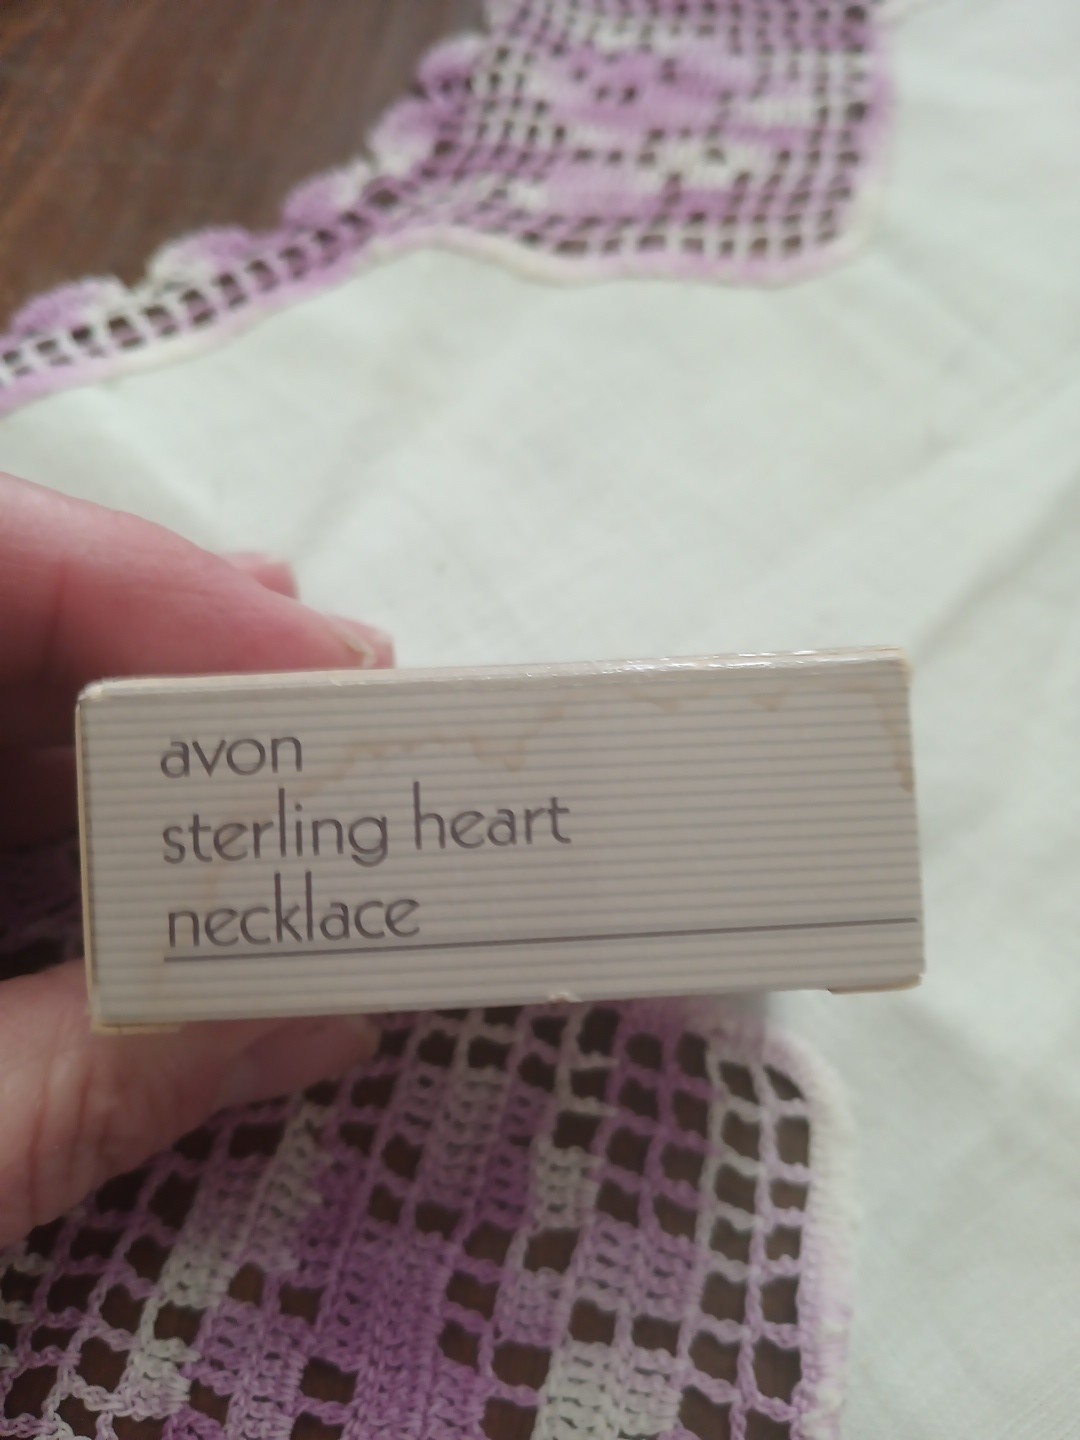 avon
sterling heart
necklace